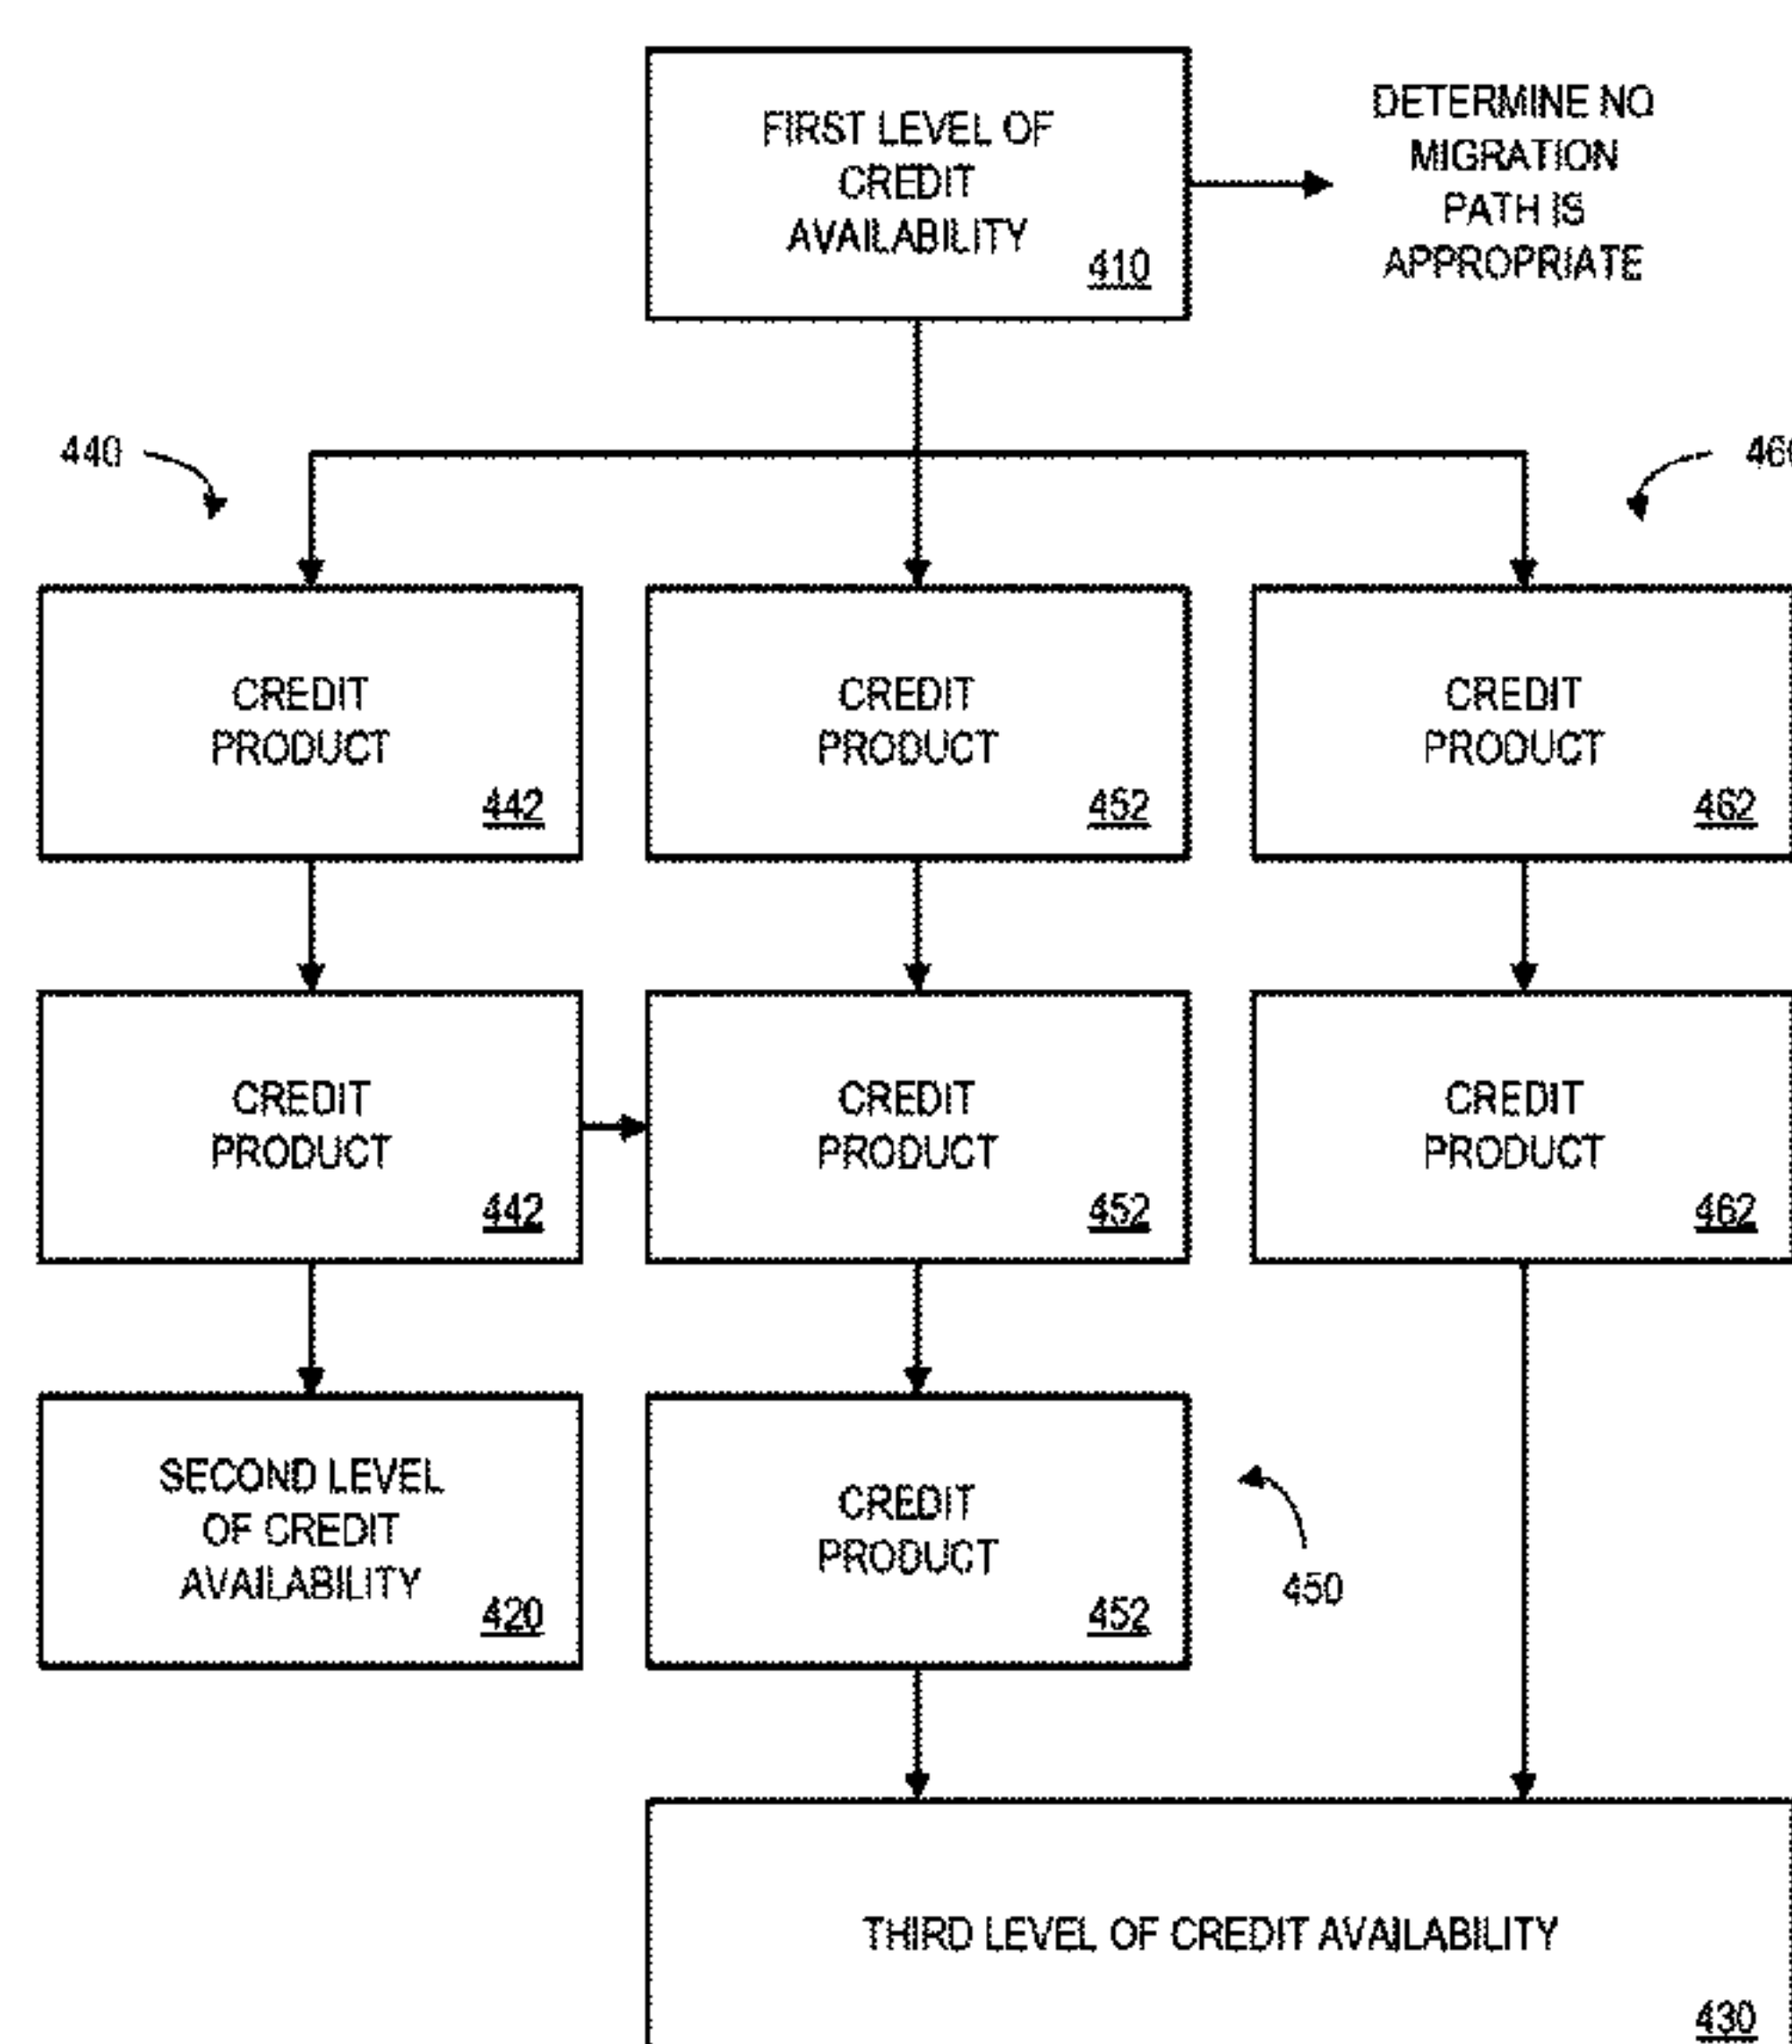 FIRST LEVEL OF
CREDIT
AVAILABILITY
410
DETERMINE NO
MIGRATION
PATH IS
APPROPRIATE
440
CREDIT
PRODUCT
442
CREDIT
PRODUCT
452
CREDIT
PRODUCT
462
CREDIT
PRODUCT
442
CREDIT
PRODUCT
452
CREDIT
PRODUCT
462
SECOND LEVEL
OF CREDIT
AVAILABILITY
420
CREDIT
PRODUCT
452
450
THIRD LEVEL OF CREDIT AVAILABILITY
430